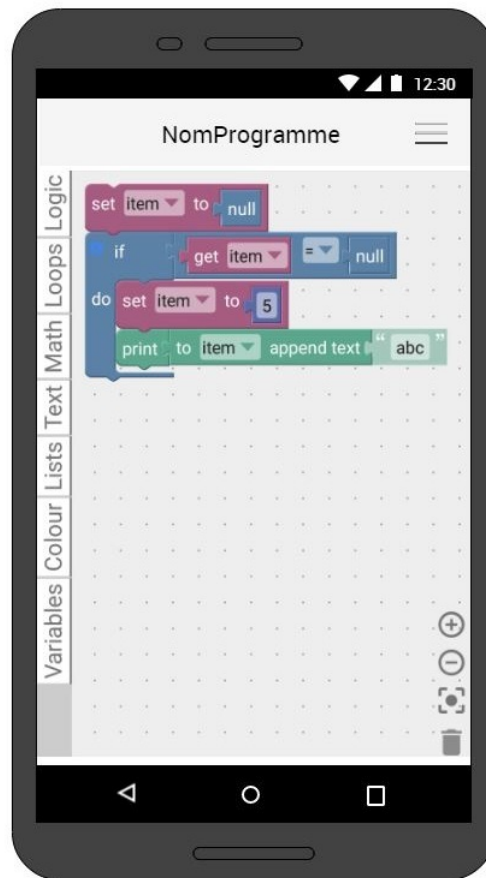 12:30
NomProgramme
Logic
Loops
Math
Text
Lists
Colour
Variables
set item to null
if get item = null
do set item to 5
print to item append text “ abc ”